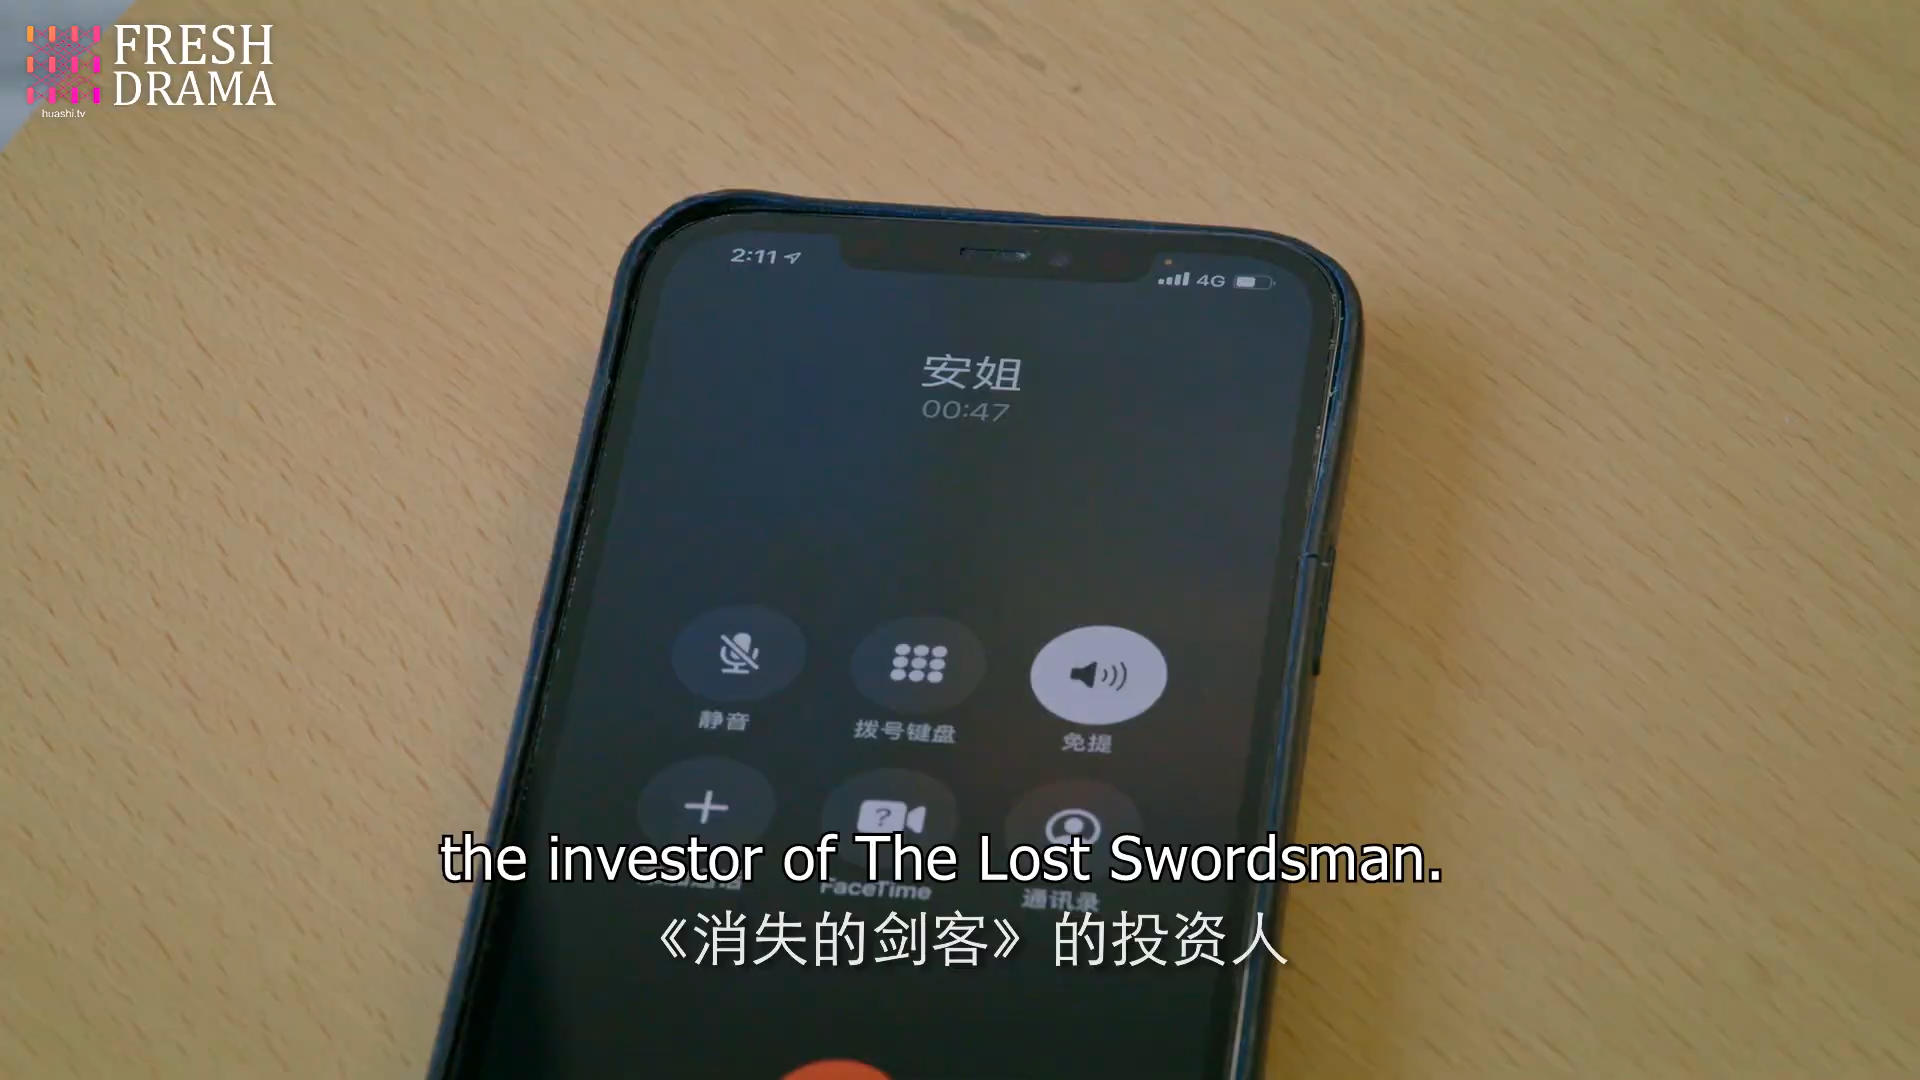 FRESH
DRAMA
huashi.tv
2:11
4G
安姐
00:47
静音
拨号键盘
免提
the investor of The Lost Swordsman.
FaceTime
通讯录
《消失的剑客》的投资人